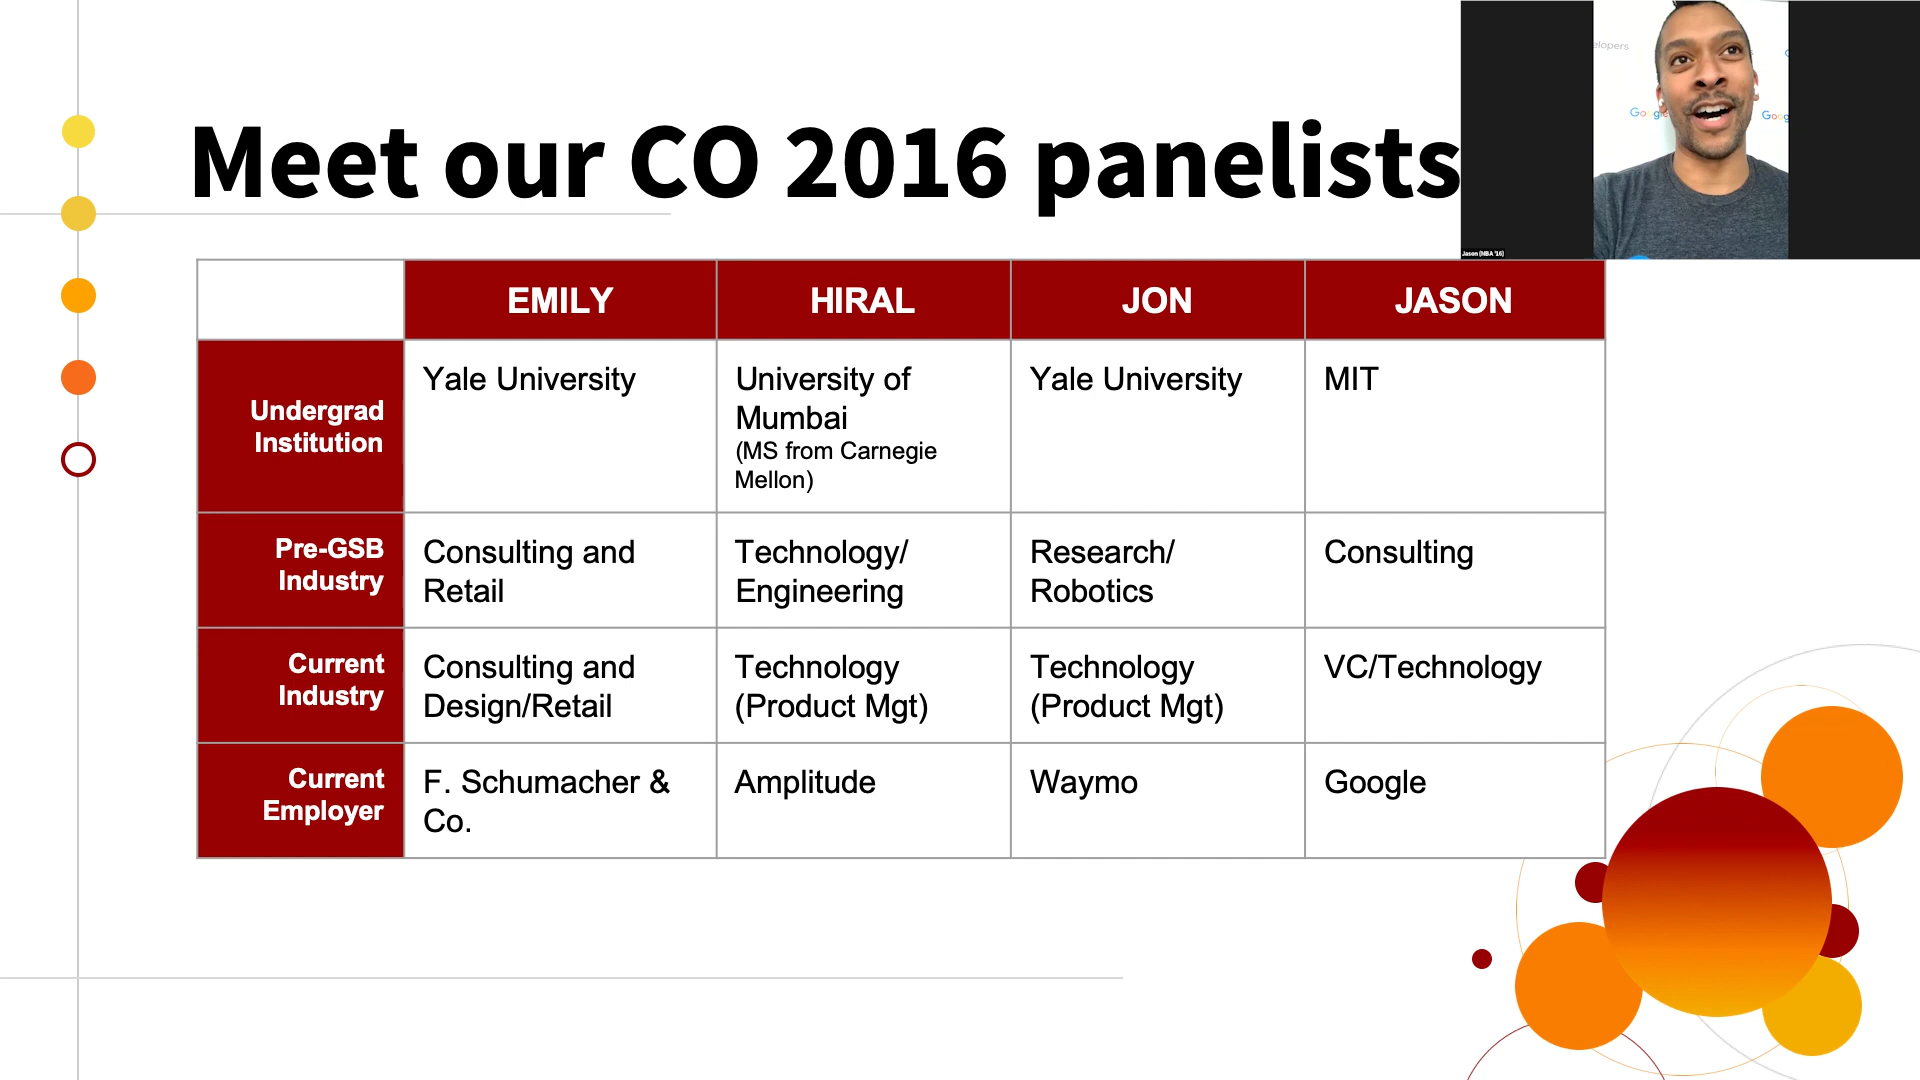 elopers
Google
Goog
Jason (MBA '16)
Meet our CO 2016 panelists
EMILY
HIRAL
JON
JASON
Undergrad
Institution
Yale University
University of
Mumbai
(MS from Carnegie
Mellon)
Yale University
MIT
Pre-GSB
Industry
Consulting and
Retail
Technology/
Engineering
Research/
Robotics
Consulting
Current
Industry
Consulting and
Design/Retail
Technology
(Product Mgt)
Technology
(Product Mgt)
VC/Technology
Current
Employer
F. Schumacher &
Co.
Amplitude
Waymo
Google